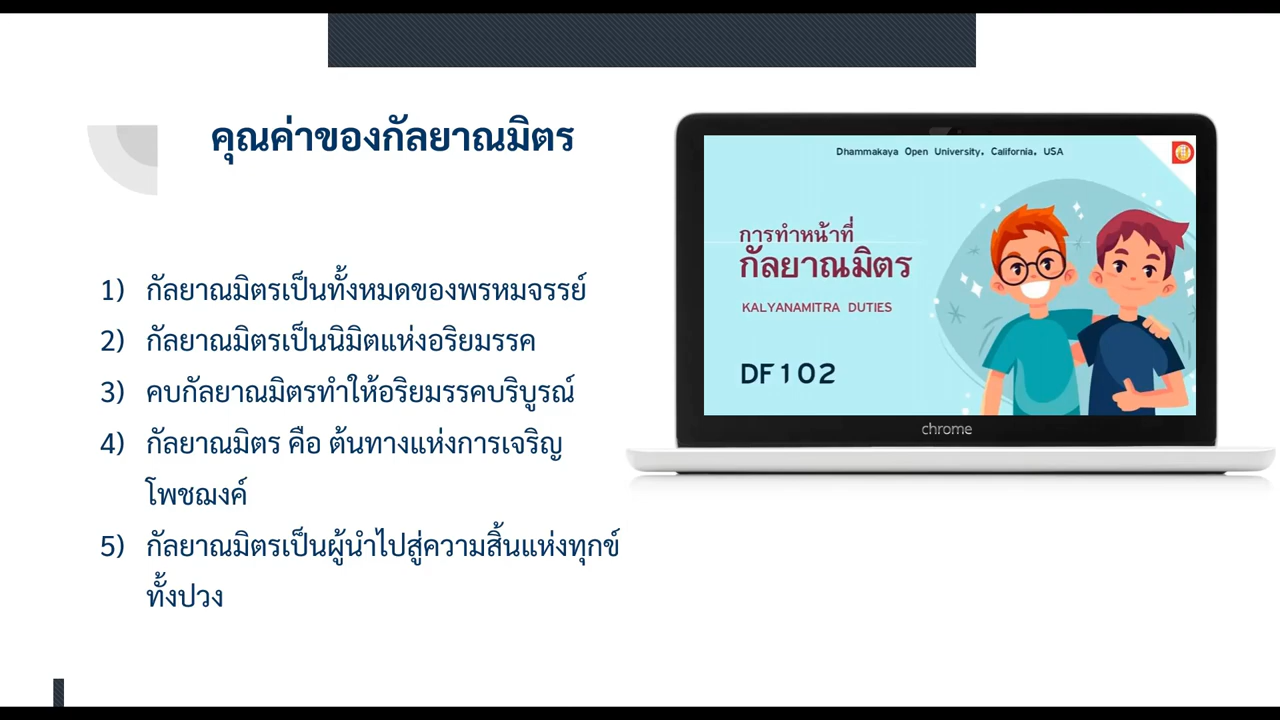 คุณค่าของกัลยาณมิตร
1) กัลยาณมิตรเป็นทั้งหมดของพรหมจรรย์
2) กัลยาณมิตรเป็นนิมิตแห่งอริยมรรค
3) คบกัลยาณมิตรทำให้อริยมรรคบริบูรณ์
4) กัลยาณมิตร คือ ต้นทางแห่งการเจริญ
โพชฌงค์
5) กัลยาณมิตรเป็นผู้นำไปสู่ความสิ้นแห่งทุกข์
ทั้งปวง
Dhammakaya Open University, California, USA
การทำหน้าที่
กัลยาณมิตร
KALYANAMITRA DUTIES
DF102
chrome